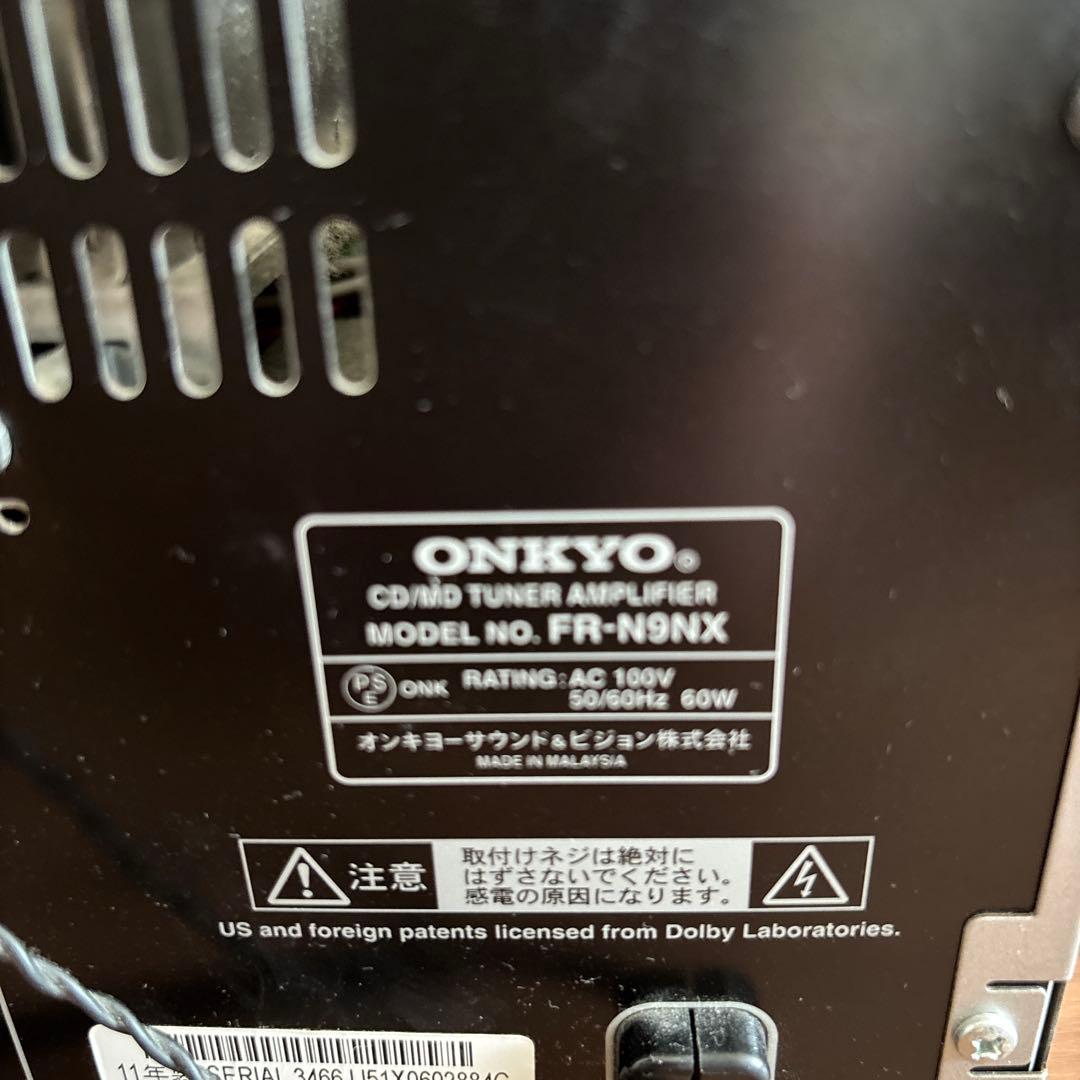 ONKYO®
CD/MD TUNER AMPLIFIER
MODEL NO. FR-N9NX
PSE ONK RATING: AC 100V
50/60Hz 60W
オンキヨーサウンド&ビジョン株式会社
MADE IN MALAYSIA
注意
取付けネジは絶対に
はずさないでください。
感電の原因になります。
US and foreign patents licensed from Dolby Laboratories.
11年 SERIAL